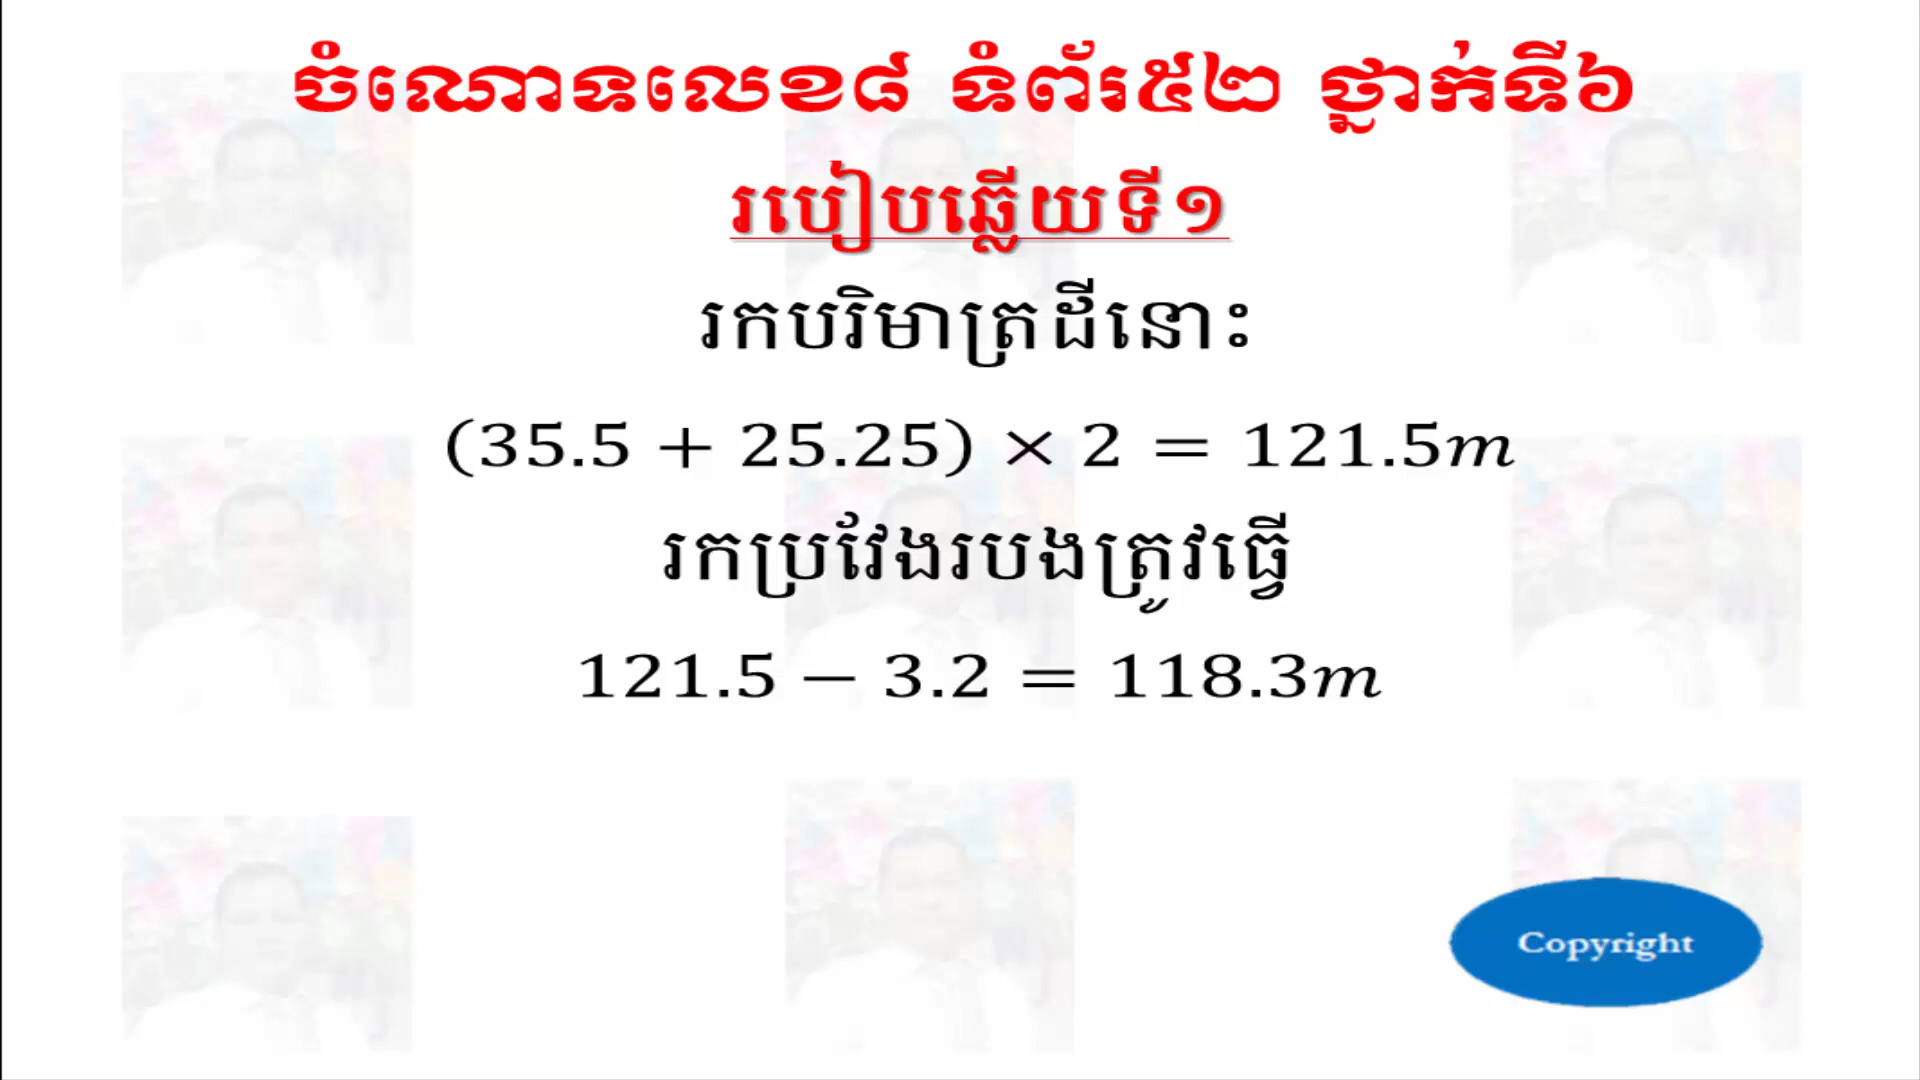 ចំណោទលេខ៨ ទំព័រ៥២ ថ្នាក់ទី៦
របៀបឆ្លើយទី១
រកបរិមាត្រដីនោះ
(35.5 + 25.25) × 2 = 121.5m
រកប្រវែងរបងត្រូវធ្វើ
121.5 − 3.2 = 118.3m
Copyright